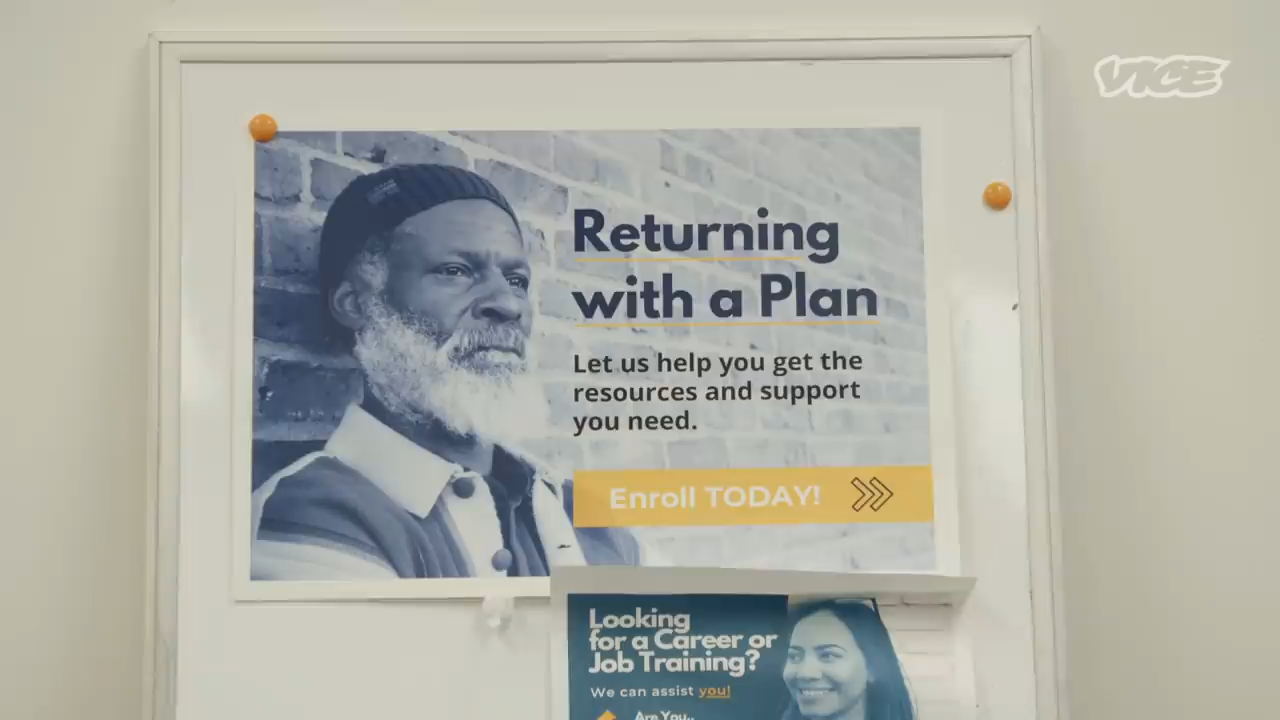 VICE
Returning
with a Plan
Let us help you get the
resources and support
you need.
Enroll TODAY!
Looking
for a Career or
Job Training?
We can assist you!
Are You..